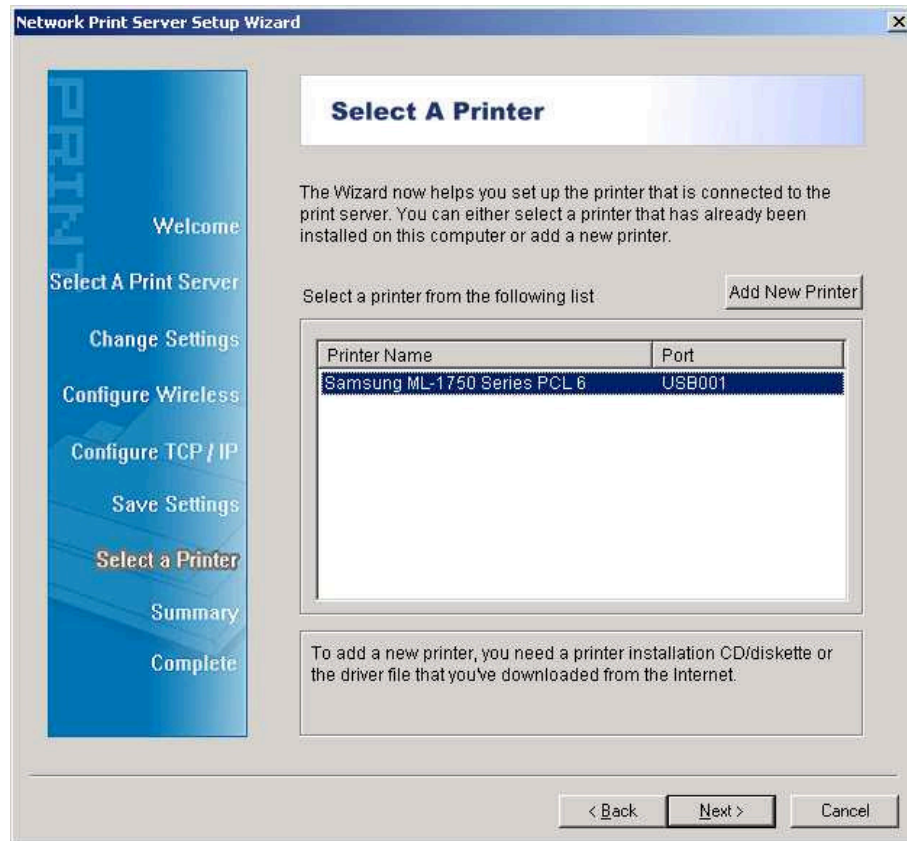 Network Print Server Setup Wizard
PRINT
Welcome
Select A Print Server
Change Settings
Configure Wireless
Configure TCP / IP
Save Settings
Select a Printer
Summary
Complete
Select A Printer
The Wizard now helps you set up the printer that is connected to the
print server. You can either select a printer that has already been
installed on this computer or add a new printer.
Select a printer from the following list
Add New Printer
Printer Name Port
Samsung ML-1750 Series PCL 6 USB001
To add a new printer, you need a printer installation CD/diskette or
the driver file that you've downloaded from the Internet.
< Back Next > Cancel